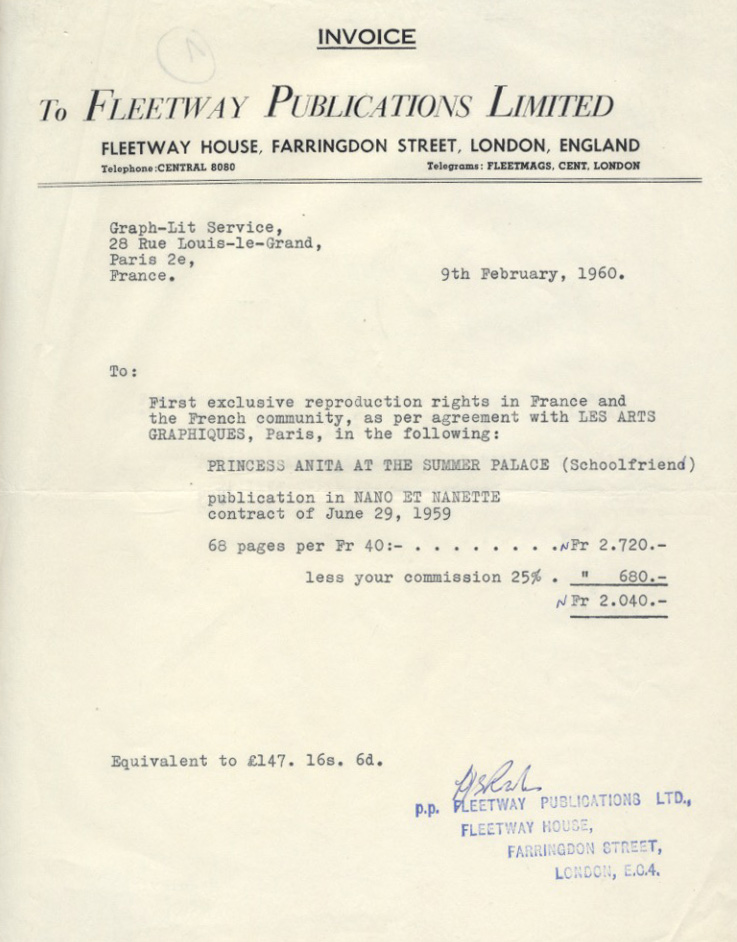 1
INVOICE
To FLEETWAY PUBLICATIONS LIMITED
FLEETWAY HOUSE, FARRINGDON STREET, LONDON, ENGLAND
Telephone:CENTRAL 8080 Telegrams: FLEETMAGS, CENT, LONDON
Graph-Lit Service,
28 Rue Louis-le-Grand,
Paris 2e,
France. 9th February, 1960.
To:
First exclusive reproduction rights in France and
the French community, as per agreement with LES ARTS
GRAPHIQUES, Paris, in the following:
PRINCESS ANITA AT THE SUMMER PALACE (Schoolfriend)
publication in NANO ET NANETTE
contract of June 29, 1959
68 pages per Fr 40:- . . . . . . . . .NFr 2.720.-
less your commission 25% . " 680.-
NFr 2.040.-
Equivalent to £147. 16s. 6d.
p.p. FLEETWAY PUBLICATIONS LTD.,
FLEETWAY HOUSE,
FARRINGDON STREET,
LONDON, E.C.4.